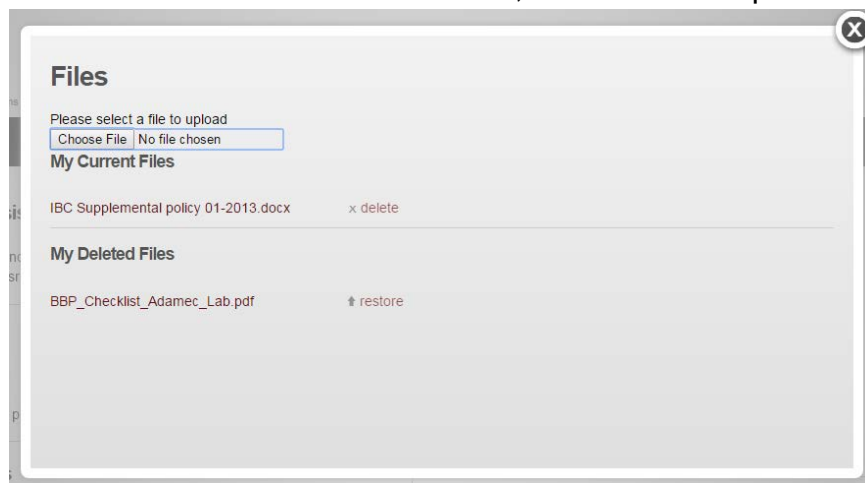 Files
Please select a file to upload
Choose File No file chosen
My Current Files
IBC Supplemental policy 01-2013.docx x delete
My Deleted Files
BBP_Checklist_Adamec_Lab.pdf restore